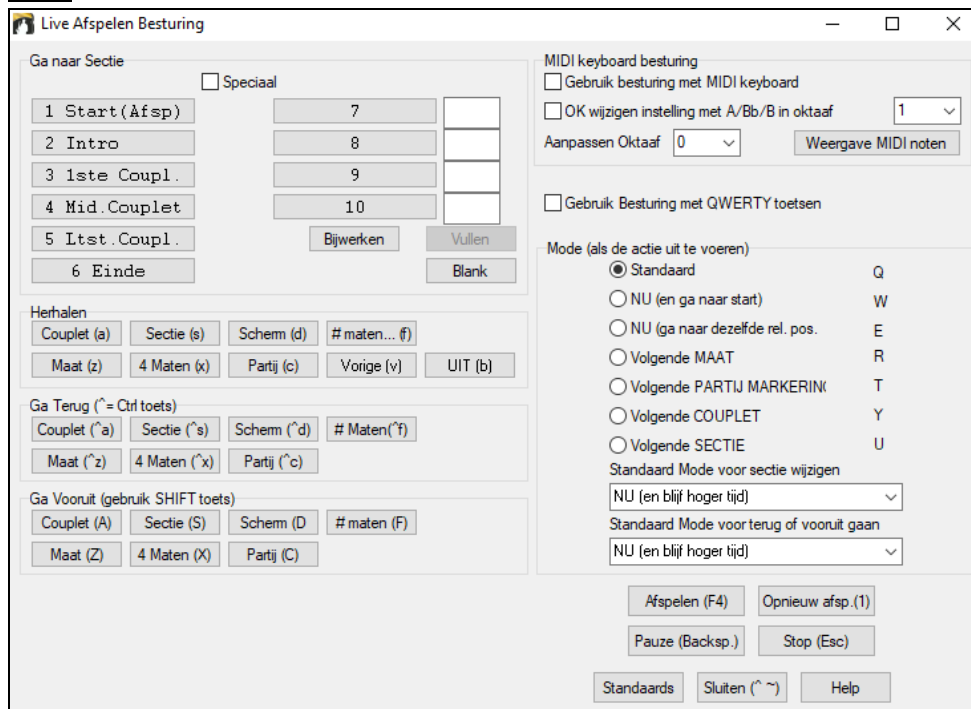 Live Afspelen Besturing
Ga naar Sectie
Speciaal
1 Start(Afsp)
7
2 Intro
8
3 1ste Coupl.
9
4 Mid.Couplet
10
5 Ltst.Coupl.
Bijwerken
Vullen
6 Einde
Blank
Herhalen
Couplet (a)
Sectie (s)
Scherm (d)
# maten... (f)
Maat (z)
4 Maten (x)
Partij (c)
Vorige (v)
UIT (b)
Ga Terug (^= Ctrl toets)
Couplet (^a)
Sectie (^s)
Scherm (^d)
# Maten(^f)
Maat (^z)
4 Maten (^x)
Partij (^c)
Ga Vooruit (gebruik SHIFT toets)
Couplet (A)
Sectie (S)
Scherm (D
# maten (F)
Maat (Z)
4 Maten (X)
Partij (C)
MIDI keyboard besturing
Gebruik besturing met MIDI keyboard
OK wijzigen instelling met A/Bb/B in oktaaf
1
Aanpassen Oktaaf
0
Weergave MIDI noten
Gebruik Besturing met QWERTY toetsen
Mode (als de actie uit te voeren)
Standaard
Q
NU (en ga naar start)
W
NU (ga naar dezelfde rel. pos.
E
Volgende MAAT
R
Volgende PARTIJ MARKERING
T
Volgende COUPLET
Y
Volgende SECTIE
U
Standaard Mode voor sectie wijzigen
NU (en blijf hoger tijd)
Standaard Mode voor terug of vooruit gaan
NU (en blijf hoger tijd)
Afspelen (F4)
Opnieuw afsp.(1)
Pauze (Backsp.)
Stop (Esc)
Standaards
Sluiten (^ ~)
Help